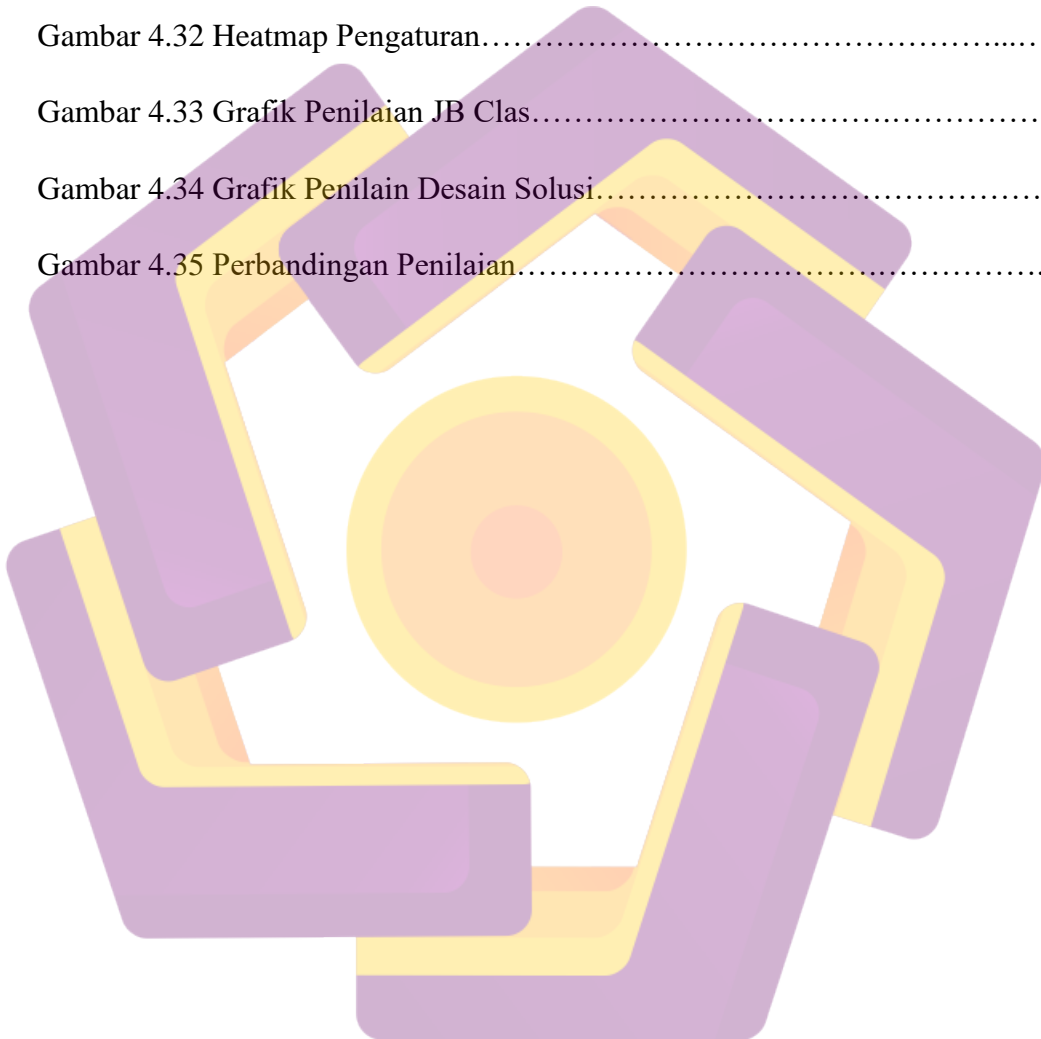 Gambar 4.32 Heatmap Pengaturan…………………………………………...…
Gambar 4.33 Grafik Penilaian JB Clas…………………………….……………
Gambar 4.34 Grafik Penilain Desain Solusi……………………………………
Gambar 4.35 Perbandingan Penilaian……………………………………………